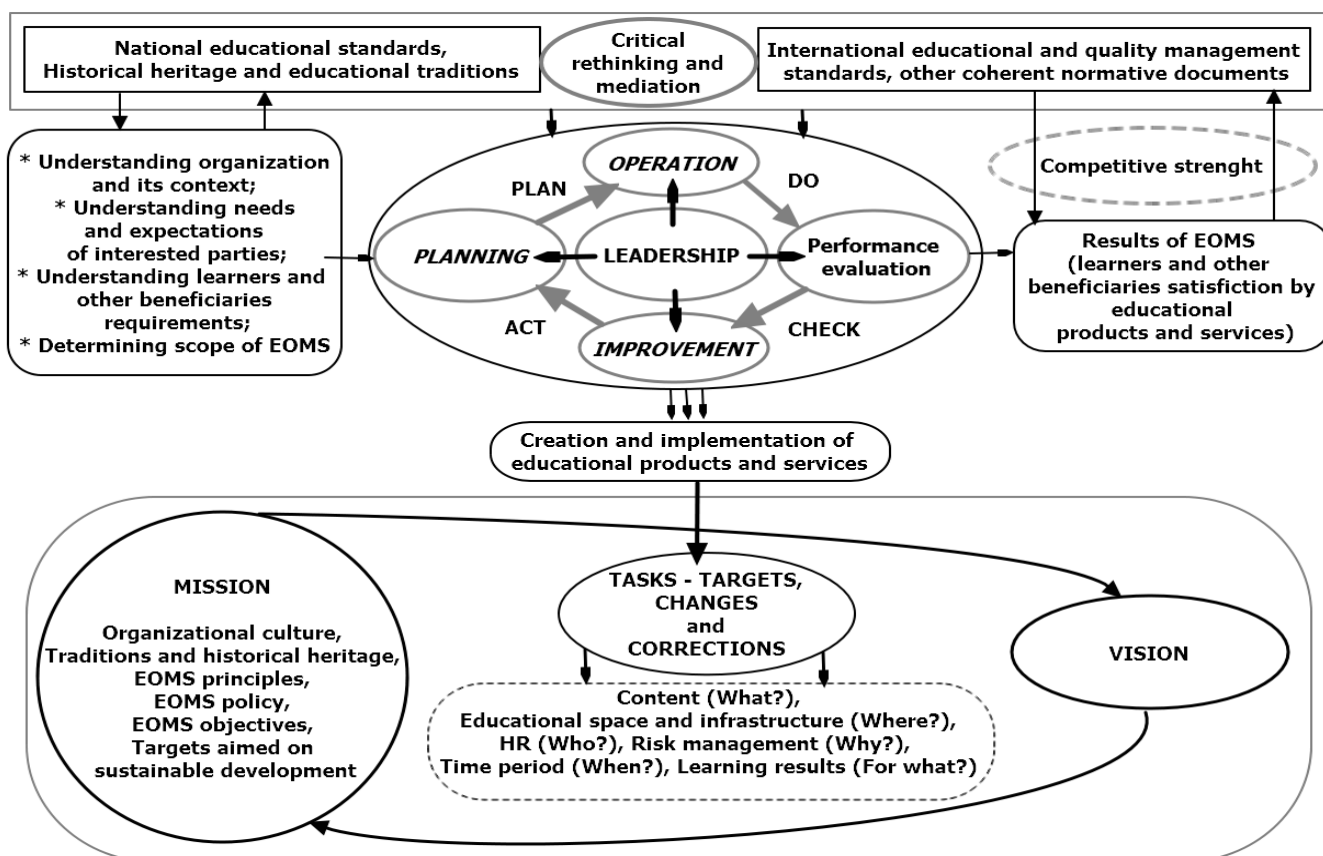 National educational standards,
Historical heritage and educational traditions
Critical
rethinking and
mediation
International educational and quality management
standards, other coherent normative documents
* Understanding organization
and its context;
* Understanding needs
and expectations
of interested parties;
* Understanding learners and
other beneficiaries
requirements;
* Determining scope of EOMS
OPERATION
PLAN
DO
PLANNING
LEADERSHIP
Performance
evaluation
ACT
CHECK
IMPROVEMENT
Competitive strenght
Results of EOMS
(learners and other
beneficiaries satisfaction by
educational
products and services)
Creation and implementation of
educational products and services
MISSION
Organizational culture,
Traditions and historical heritage,
EOMS principles,
EOMS policy,
EOMS objectives,
Targets aimed on
sustainable development
TASKS - TARGETS,
CHANGES
and
CORRECTIONS
Content (What?),
Educational space and infrastructure (Where?),
HR (Who?), Risk management (Why?),
Time period (When?), Learning results (For what?)
VISION